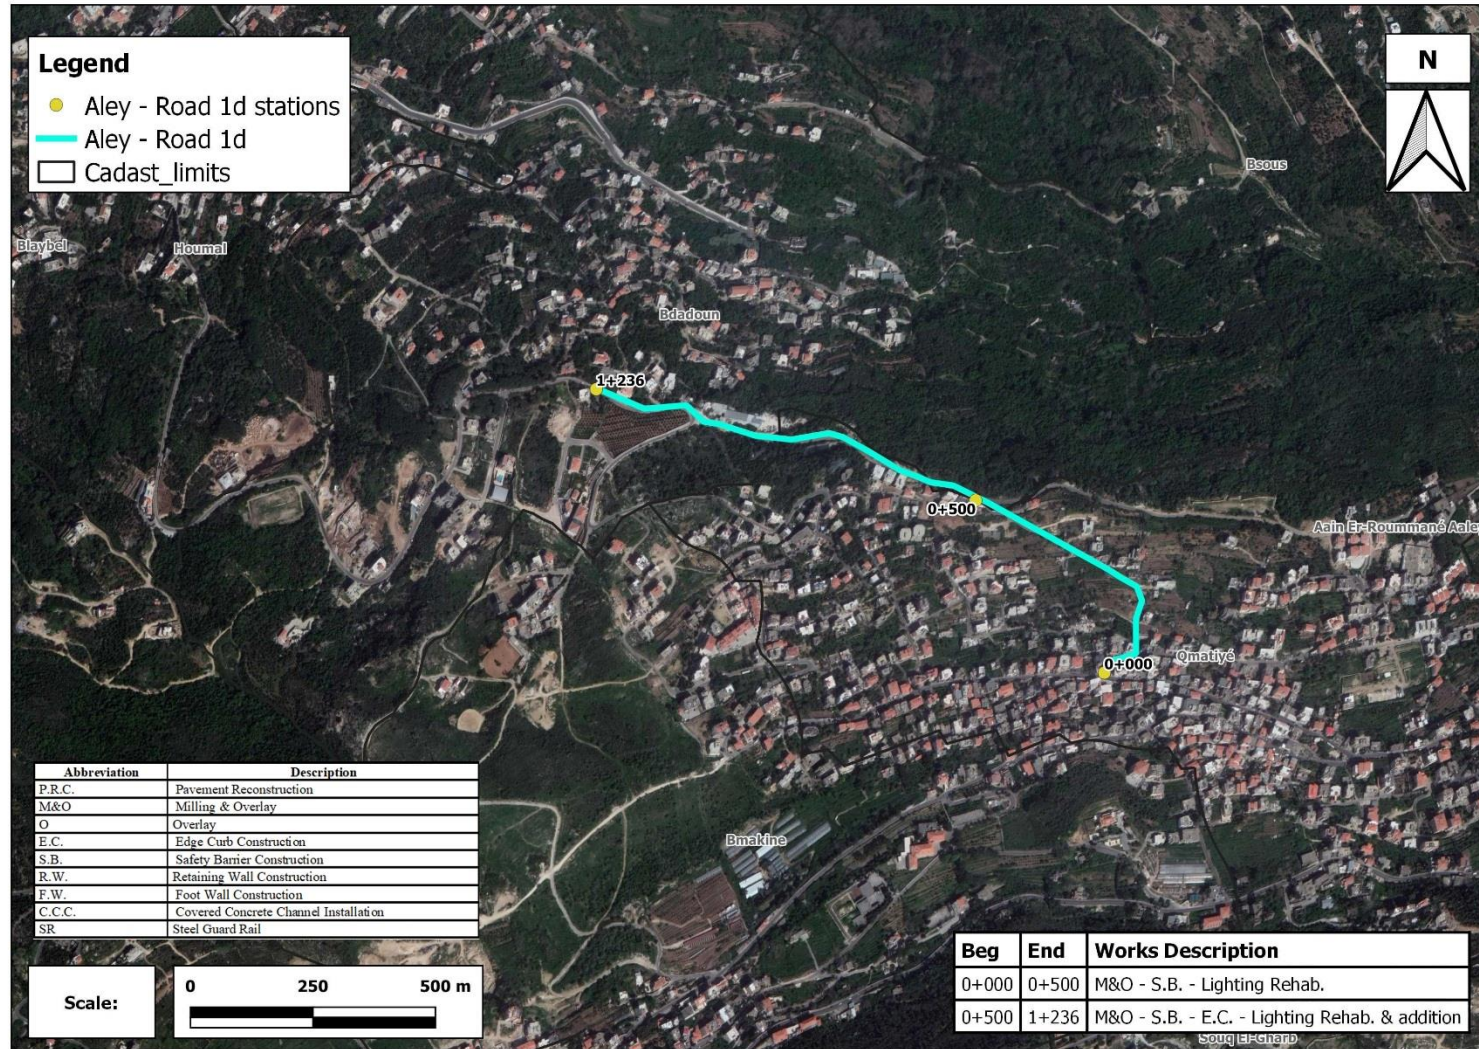 Legend
Aley - Road 1d stations
Aley - Road 1d
Cadast_limits
N
Bsous
Blaybel
Houmal
Bdadoun
1+236
0+500
Aain Er-Roummané Aale
0+000
Qmatiyé
Bmakine
Abbreviation Description
P.R.C. Pavement Reconstruction
M&O Milling & Overlay
O Overlay
E.C. Edge Curb Construction
S.B. Safety Barrier Construction
R.W. Retaining Wall Construction
F.W. Foot Wall Construction
C.C.C. Covered Concrete Channel Installation
SR Steel Guard Rail
Scale:
0 250 500 m
Beg End Works Description
0+000 0+500 M&O - S.B. - Lighting Rehab.
0+500 1+236 M&O - S.B. - E.C. - Lighting Rehab. & addition
Souq El-Gharb